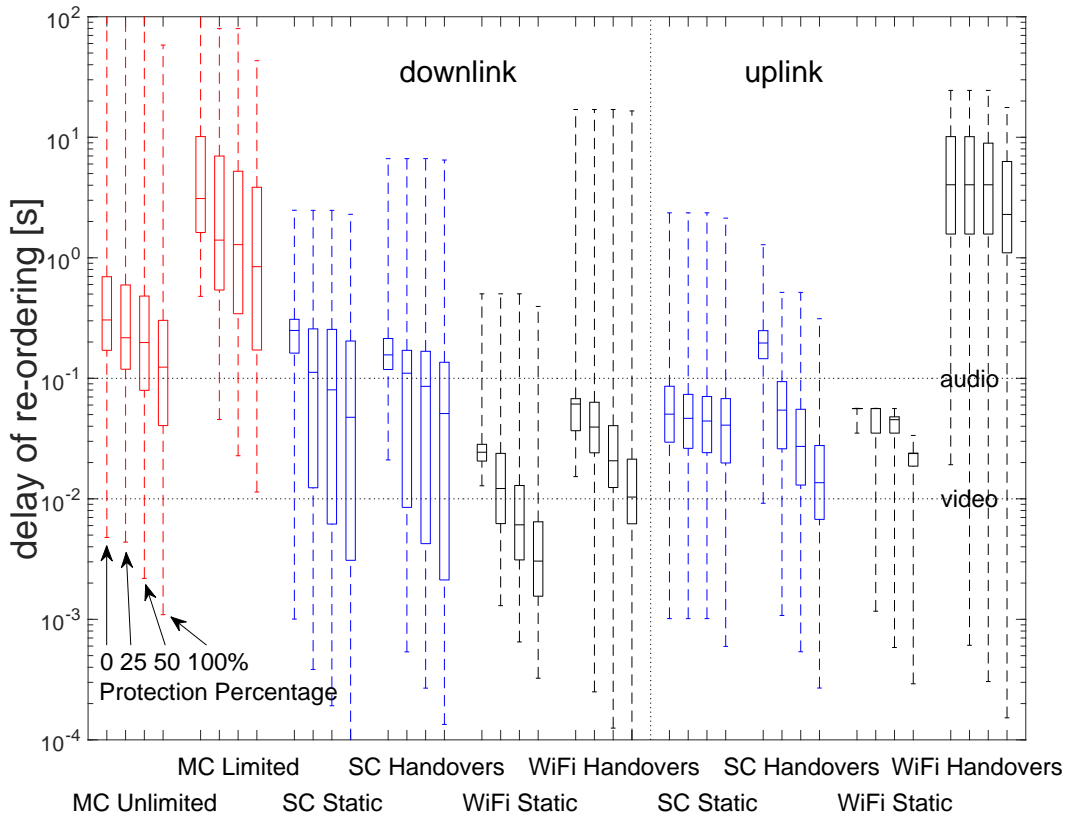 10^2
downlink
uplink
10^1
10^0
delay of re-ordering [s]
10^-1
audio
10^-2
video
10^-3
0 25 50 100%
Protection Percentage
10^-4
MC Limited SC Handovers WiFi Handovers SC Handovers WiFi Handovers
MC Unlimited SC Static WiFi Static SC Static WiFi Static